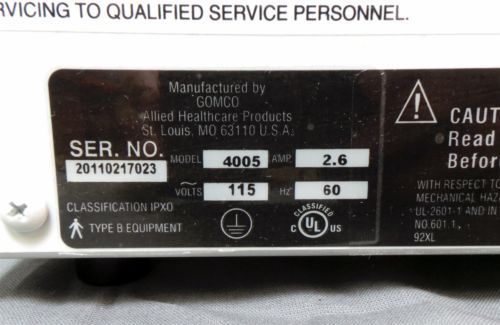 RVICING TO QUALIFIED SERVICE PERSONNEL.
Manufactured by
GOMCO
Allied Healthcare Products
St. Louis, MO 63110 U.S.A.
SER. NO.
20110217023
MODEL 4005 AMP. 2.6
VOLTS 115 Hz 60
CLASSIFICATION IPXO
TYPE B EQUIPMENT
CLASSIFIED
C UL US
CAUT
Read
Befor
WITH RESPECT TO
MECHANICAL HAZA
UL-2601-1 AND IN
NO.601.1,
92XL